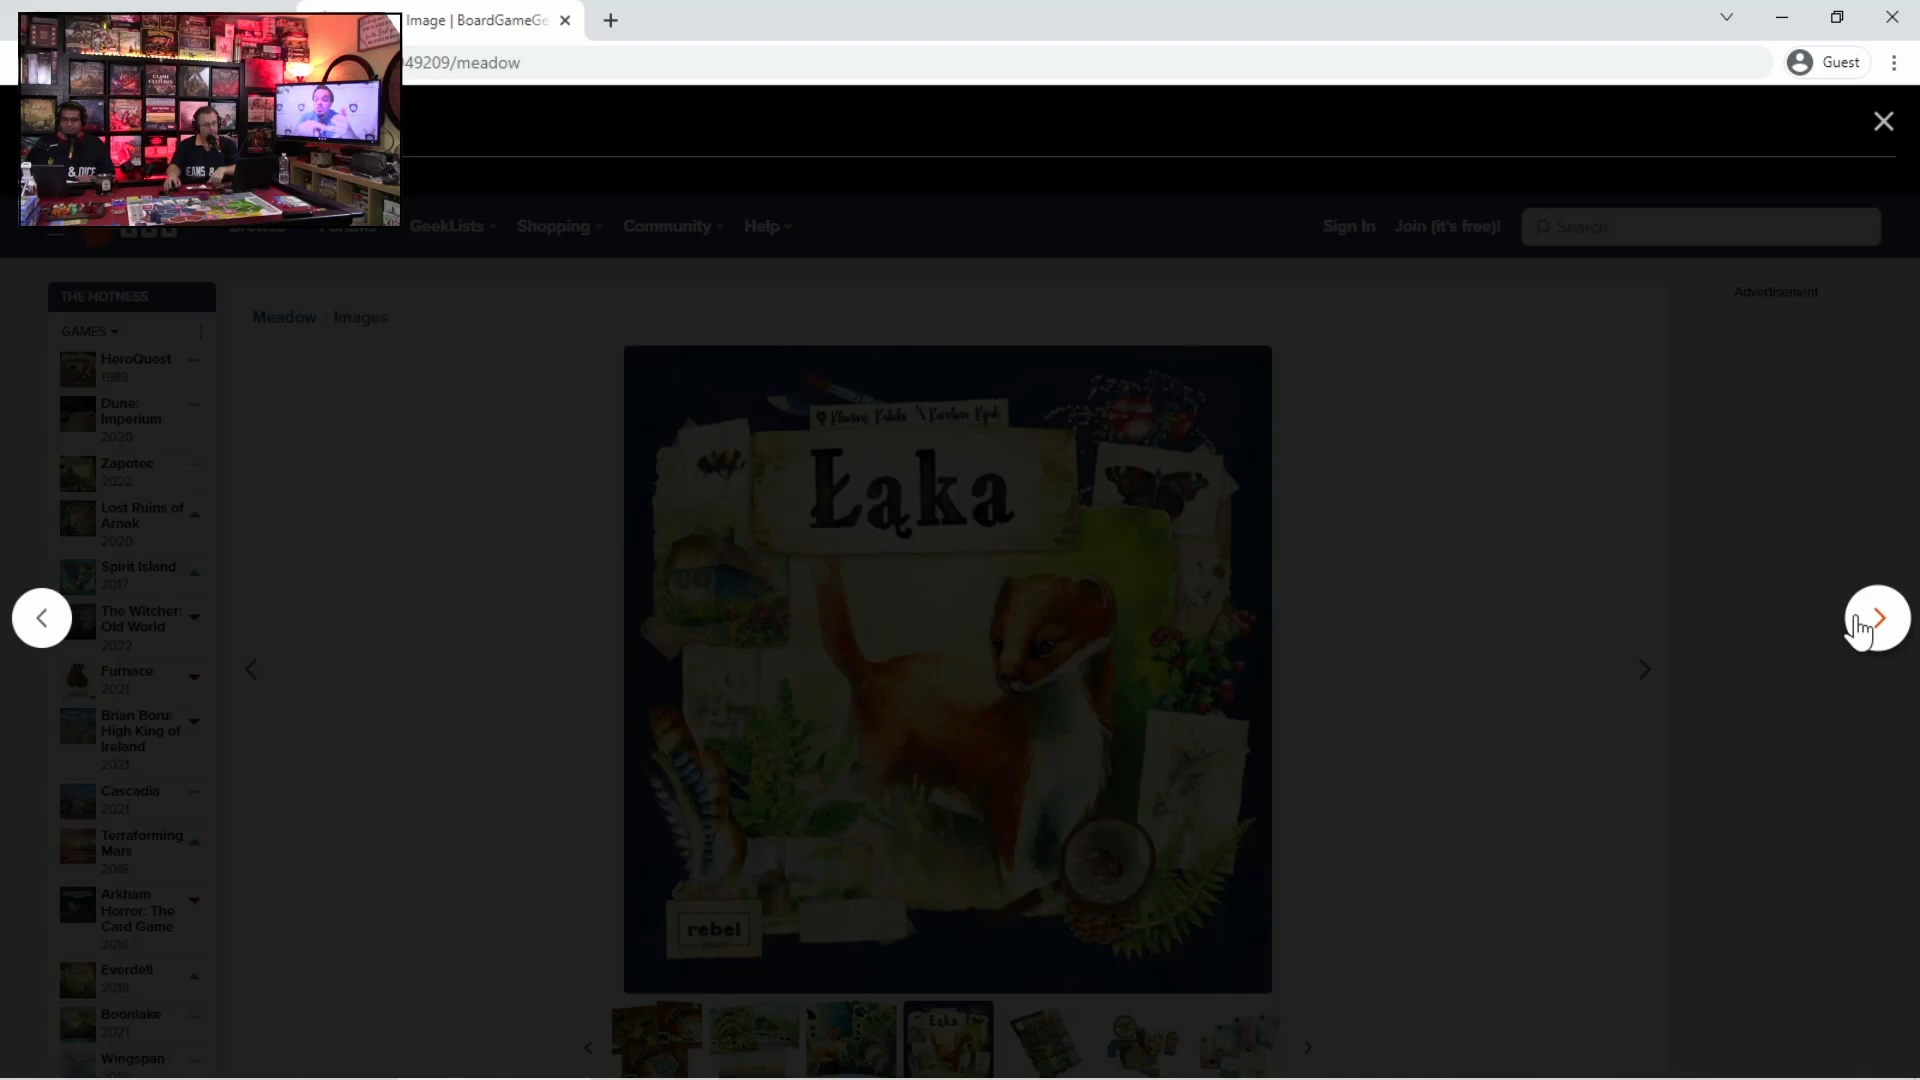 Image | BoardGameGe
49209/meadow
Guest
& DICE
EANS &
GeekLists
Shopping
Community
Help
Sign In
Join (it's free)!
Search
THE HOTNESS
GAMES
HeroQuest
1989
Dune:
Imperium
2020
Zapotec
2022
Lost Ruins of
Arnak
2020
Spirit Island
2017
The Witcher:
Old World
2022
Furnace
2021
Brian Boru:
High King of
Ireland
2021
Cascadia
2021
Terraforming
Mars
2016
Arkham
Horror: The
Card Game
2016
Everdell
2018
Boonlake
2021
Wingspan
Meadow
Images
Advertisement
Łąka
rebel
Łąka